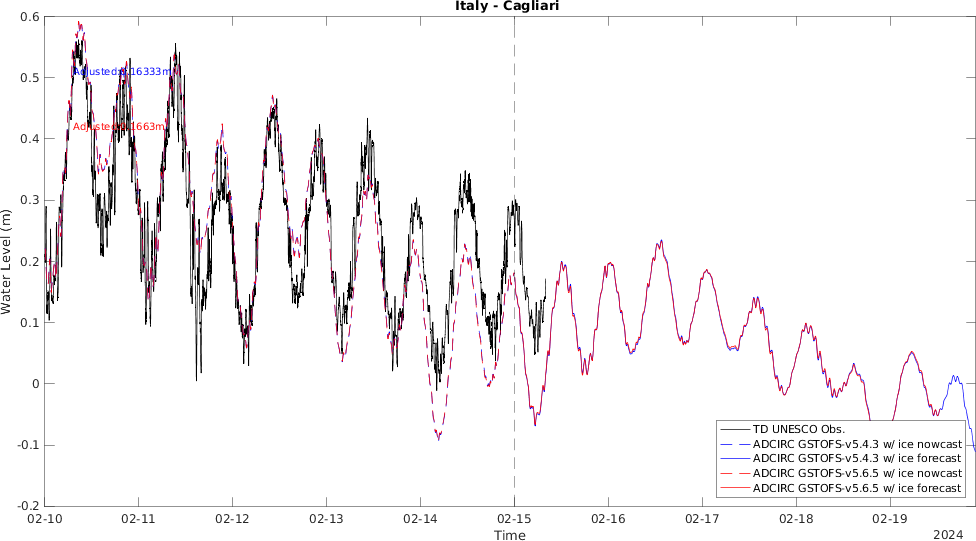 Italy - Cagliari
0.6
0.5
0.4
0.3
0.2
0.1
0
-0.1
-0.2
Water Level (m)
02-10
02-11
02-12
02-13
02-14
02-15
02-16
02-17
02-18
02-19
Time
2024
TD UNESCO Obs.
ADCIRC GSTOFS-v5.4.3 w/ ice nowcast
ADCIRC GSTOFS-v5.4.3 w/ ice forecast
ADCIRC GSTOFS-v5.6.5 w/ ice nowcast
ADCIRC GSTOFS-v5.6.5 w/ ice forecast